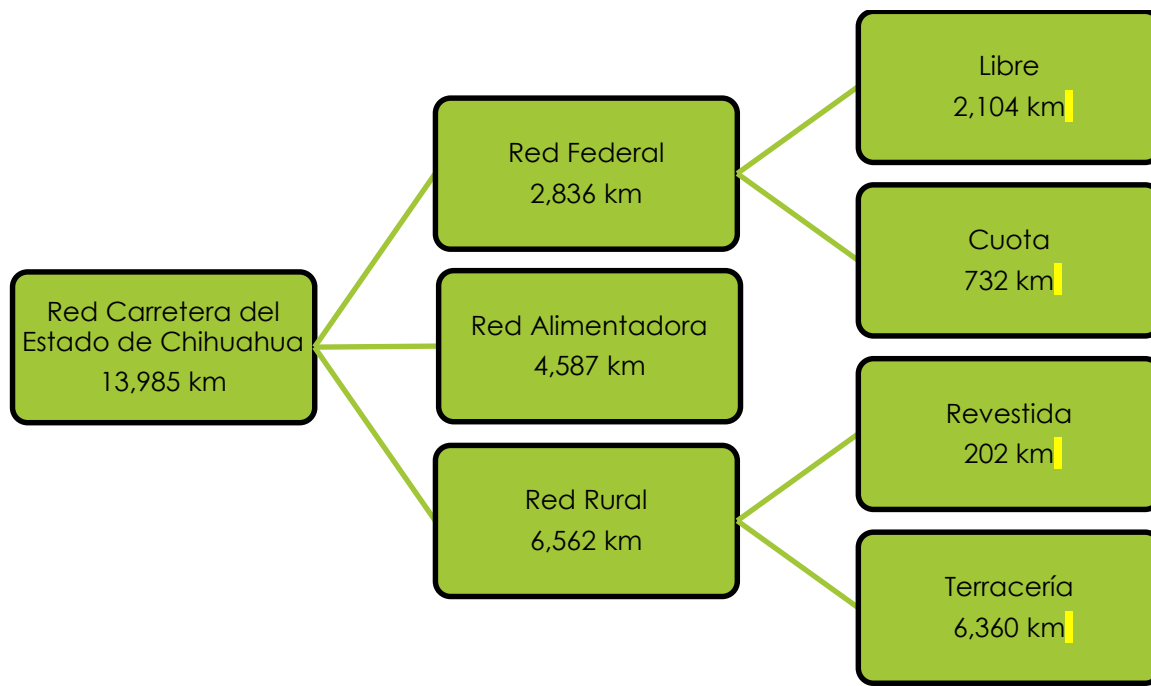 Red Carretera del
Estado de Chihuahua
13,985 km
Red Federal
2,836 km
Libre
2,104 km
Cuota
732 km
Red Alimentadora
4,587 km
Red Rural
6,562 km
Revestida
202 km
Terracería
6,360 km